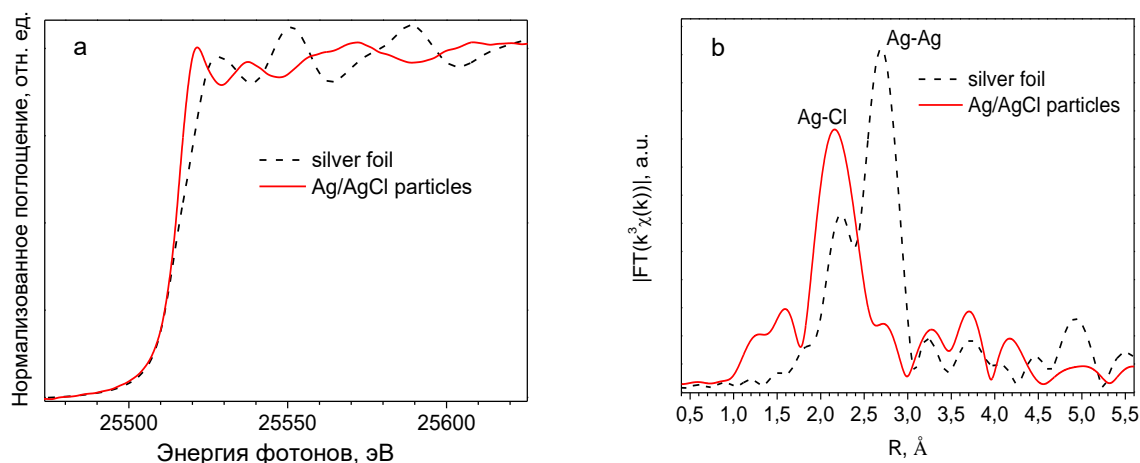 Нормализованное поглощение, отн. ед.
a
silver foil
Ag/AgCl particles
25500
25550
25600
Энергия фотонов, эВ
|FT(k³χ(k))|, a.u.
b
Ag-Ag
silver foil
Ag/AgCl particles
Ag-Cl
0,5 1,0 1,5 2,0 2,5 3,0 3,5 4,0 4,5 5,0 5,5
R, Å